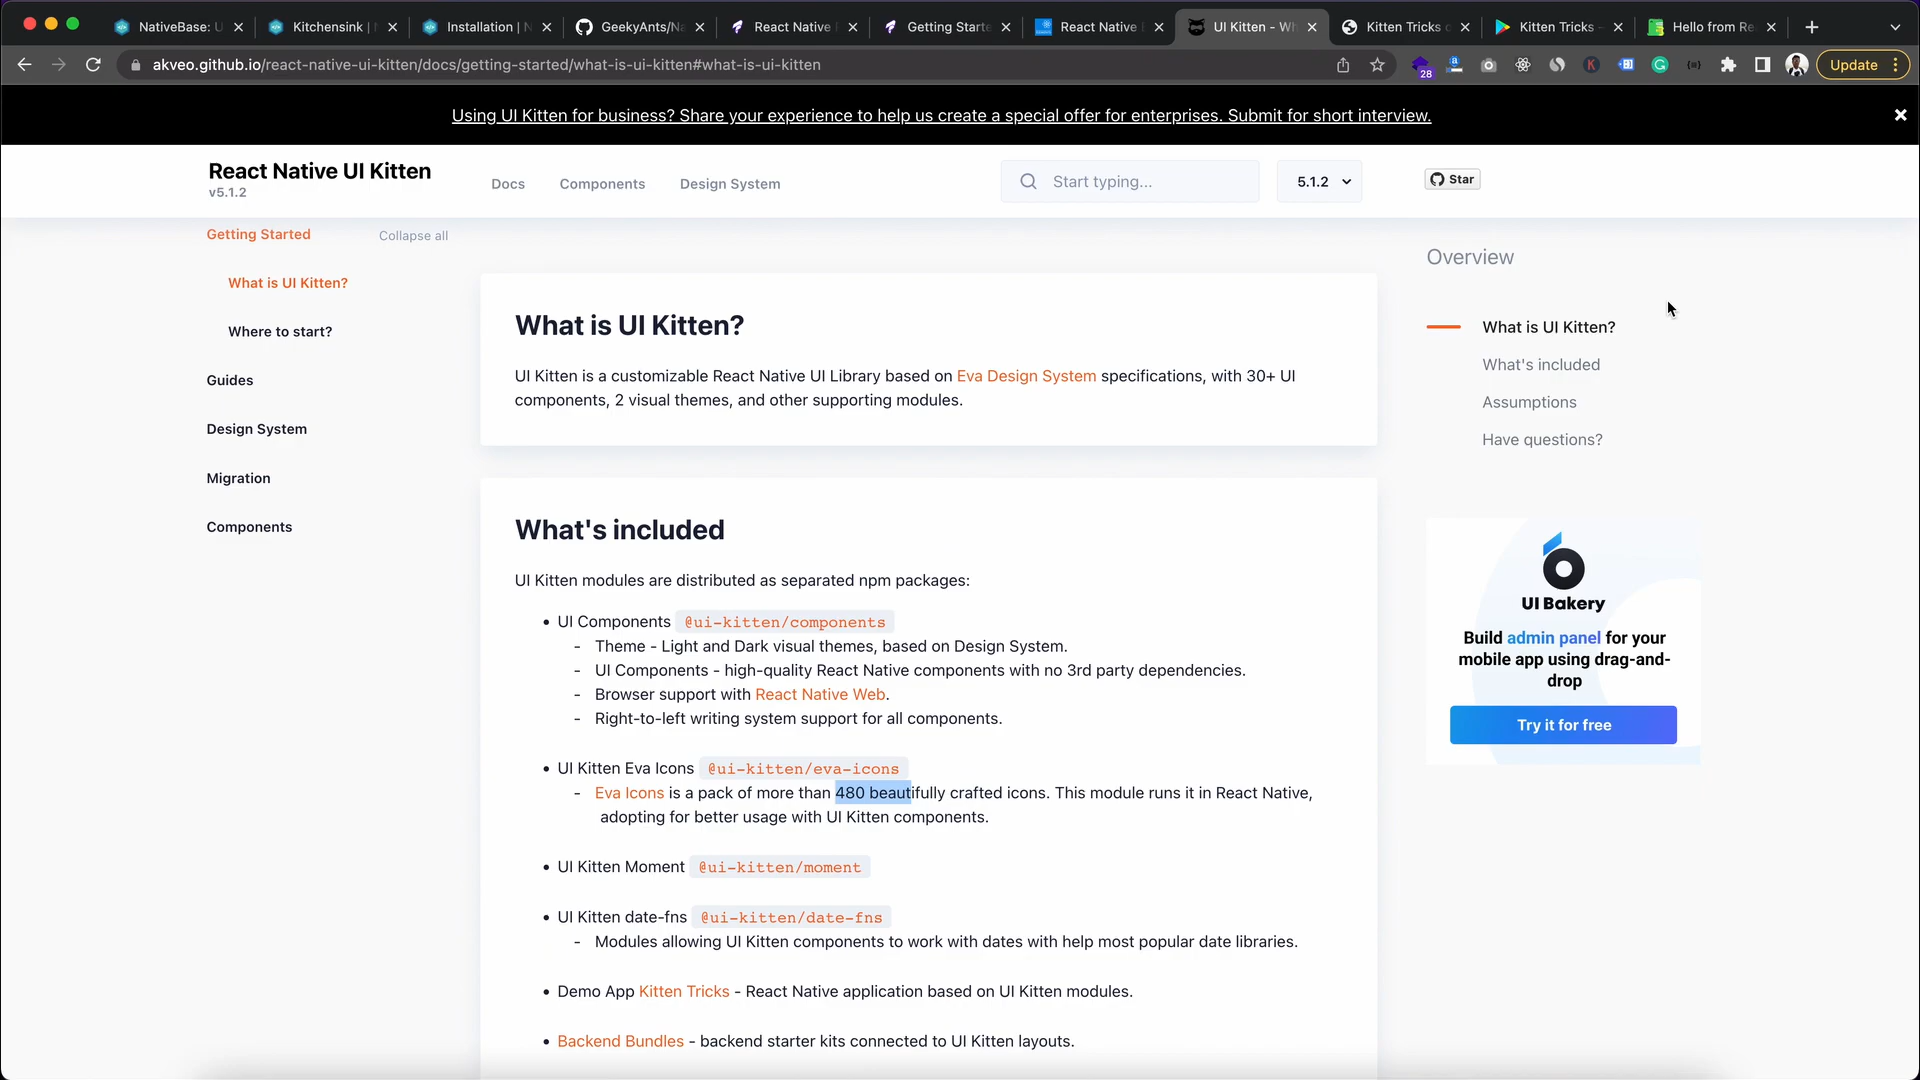 NativeBase: U
Kitchensink | N
Installation | N
GeekyAnts/Na
React Native
Getting Starte
React Native
UI Kitten - Wh
Kitten Tricks o
Kitten Tricks -
Hello from Re
akveo.github.io/react-native-ui-kitten/docs/getting-started/what-is-ui-kitten#what-is-ui-kitten
28
Update
Using UI Kitten for business? Share your experience to help us create a special offer for enterprises. Submit for short interview.
React Native UI Kitten
v5.1.2
Docs
Components
Design System
Start typing...
5.1.2
Star
Getting Started
Collapse all
What is UI Kitten?
Where to start?
Guides
Design System
Migration
Components
What is UI Kitten?
UI Kitten is a customizable React Native UI Library based on Eva Design System specifications, with 30+ UI
components, 2 visual themes, and other supporting modules.
What's included
UI Kitten modules are distributed as separated npm packages:
• UI Components @ui-kitten/components
- Theme - Light and Dark visual themes, based on Design System.
- UI Components - high-quality React Native components with no 3rd party dependencies.
- Browser support with React Native Web.
- Right-to-left writing system support for all components.
• UI Kitten Eva Icons @ui-kitten/eva-icons
- Eva Icons is a pack of more than 480 beautifully crafted icons. This module runs it in React Native,
adopting for better usage with UI Kitten components.
• UI Kitten Moment @ui-kitten/moment
• UI Kitten date-fns @ui-kitten/date-fns
- Modules allowing UI Kitten components to work with dates with help most popular date libraries.
• Demo App Kitten Tricks - React Native application based on UI Kitten modules.
• Backend Bundles - backend starter kits connected to UI Kitten layouts.
Overview
What is UI Kitten?
What's included
Assumptions
Have questions?
UI Bakery
Build admin panel for your
mobile app using drag-and-
drop
Try it for free